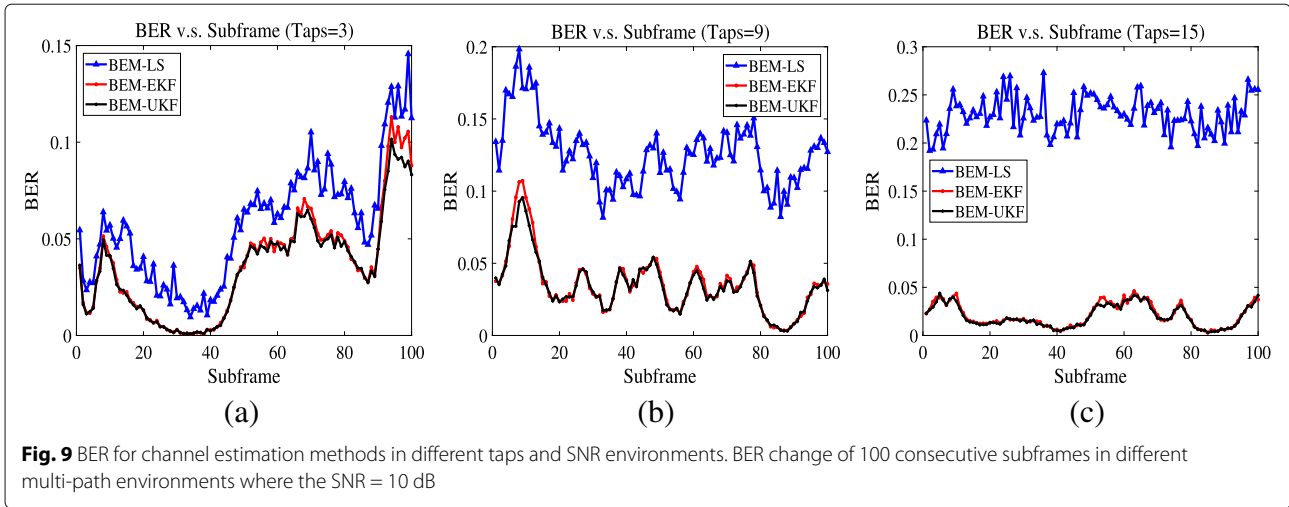 BER v.s. Subframe (Taps=3)
0.15
0.1
0.05
0
BER
BEM-LS
BEM-EKF
BEM-UKF
0 20 40 60 80 100
Subframe
(a)
BER v.s. Subframe (Taps=9)
0.2
0.15
0.1
0.05
0
BER
BEM-LS
BEM-EKF
BEM-UKF
0 20 40 60 80 100
Subframe
(b)
BER v.s. Subframe (Taps=15)
0.3
0.25
0.2
0.15
0.1
0.05
0
BER
BEM-LS
BEM-EKF
BEM-UKF
0 20 40 60 80 100
Subframe
(c)
Fig. 9 BER for channel estimation methods in different taps and SNR environments. BER change of 100 consecutive subframes in different
multi-path environments where the SNR = 10 dB